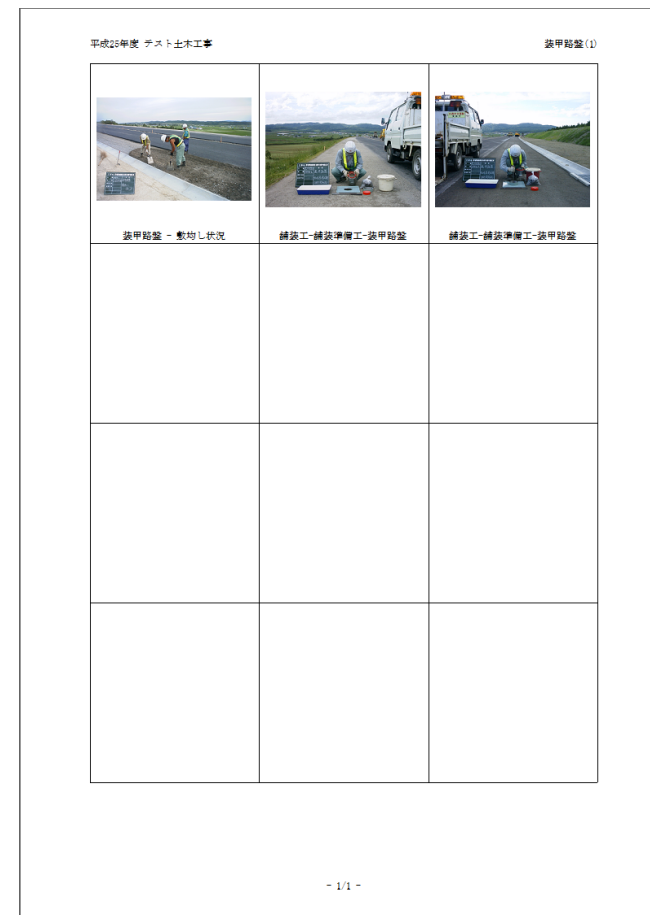 平成25年度 テスト土木工事
装甲路盤(1)
装甲路盤 - 敷均し状況
舗装工-舗装準備工-装甲路盤
舗装工-舗装準備工-装甲路盤
- 1/1 -